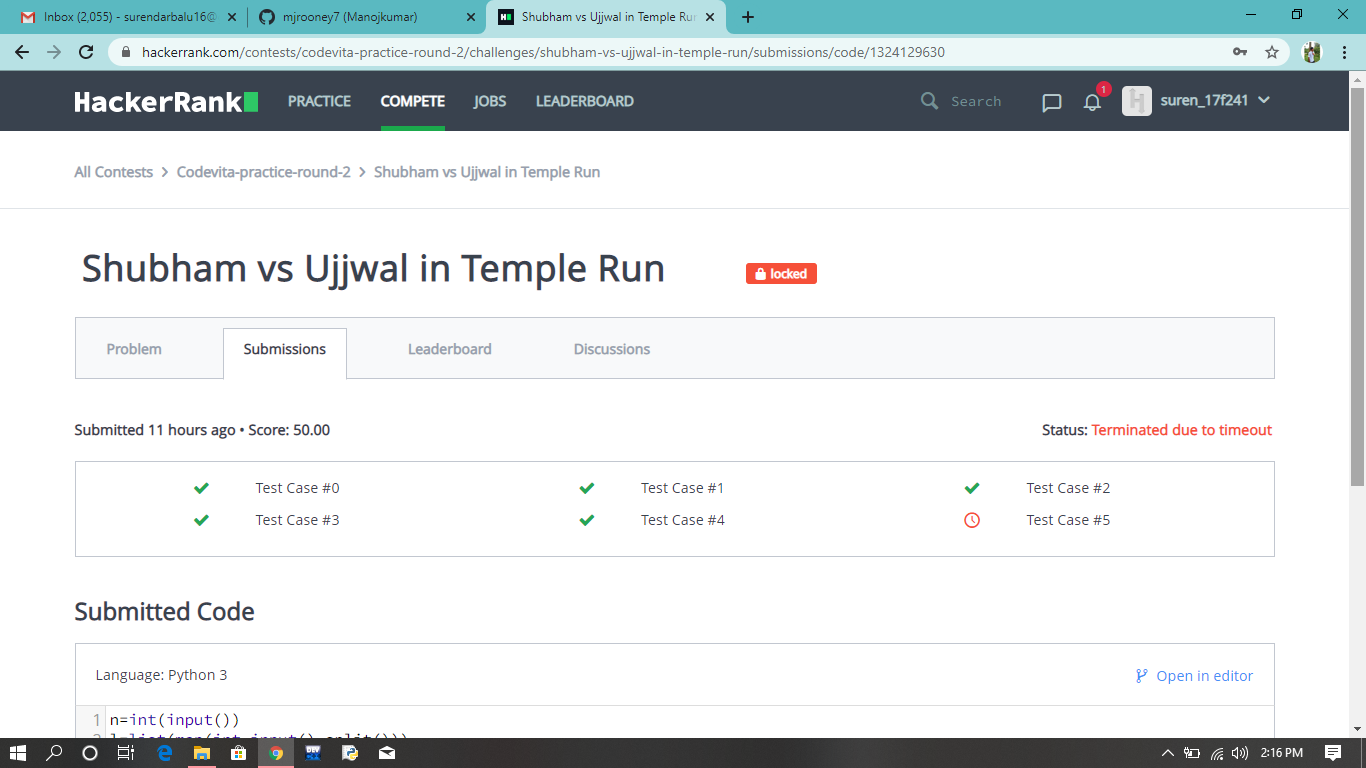 Inbox (2,055) - surendarbalu16@
mjrooney7 (Manojkumar)
Shubham vs Ujjwal in Temple Run
hackerrank.com/contests/codevita-practice-round-2/challenges/shubham-vs-ujjwal-in-temple-run/submissions/code/1324129630
HackerRank PRACTICE COMPETE JOBS LEADERBOARD Search 1 suren_17f241
All Contests > Codevita-practice-round-2 > Shubham vs Ujjwal in Temple Run
Shubham vs Ujjwal in Temple Run locked
Problem Submissions Leaderboard Discussions
Submitted 11 hours ago • Score: 50.00 Status: Terminated due to timeout
Test Case #0 Test Case #1 Test Case #2
Test Case #3 Test Case #4 Test Case #5
Submitted Code
Language: Python 3 Open in editor
1 n=int(input())
2:16 PM